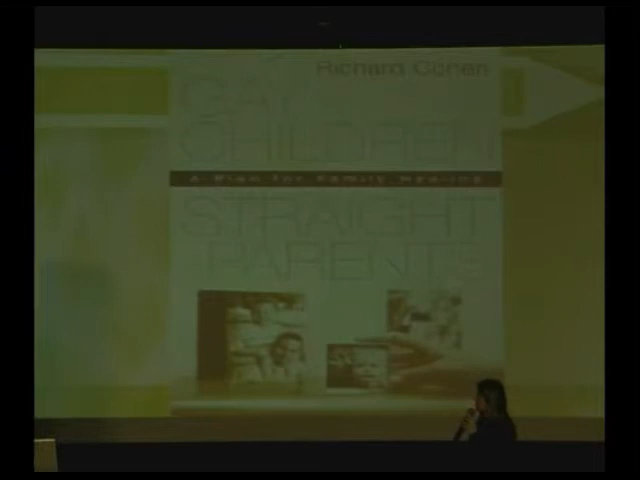 Richard Cohen
GAY
CHILDREN
A Plan for Family Healing
STRAIGHT
PARENTS